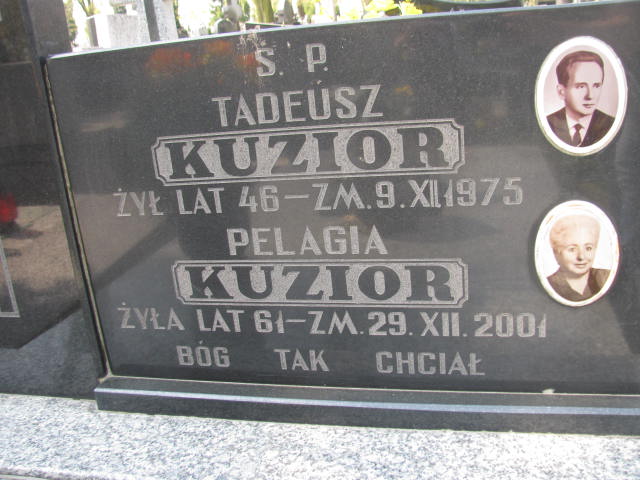 Ś. P.
TADEUSZ
KUZIOR
ŻYŁ LAT 46 – ZM. 9. XII 1975
PELAGIA
KUZIOR
ŻYŁA LAT 61 – ZM. 29. XII. 2001
BÓG TAK CHCIAŁ